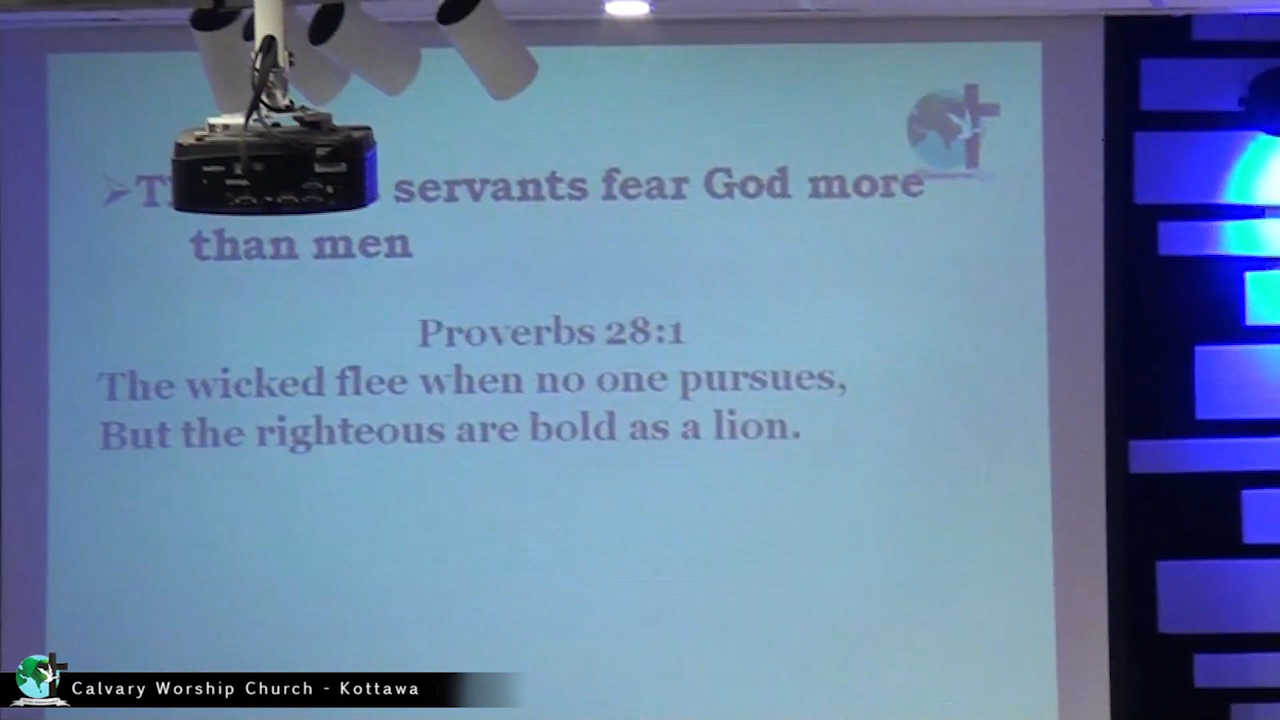 servants fear God more
than men
Proverbs 28:1
The wicked flee when no one pursues,
But the righteous are bold as a lion.
Calvary Worship Church - Kottawa